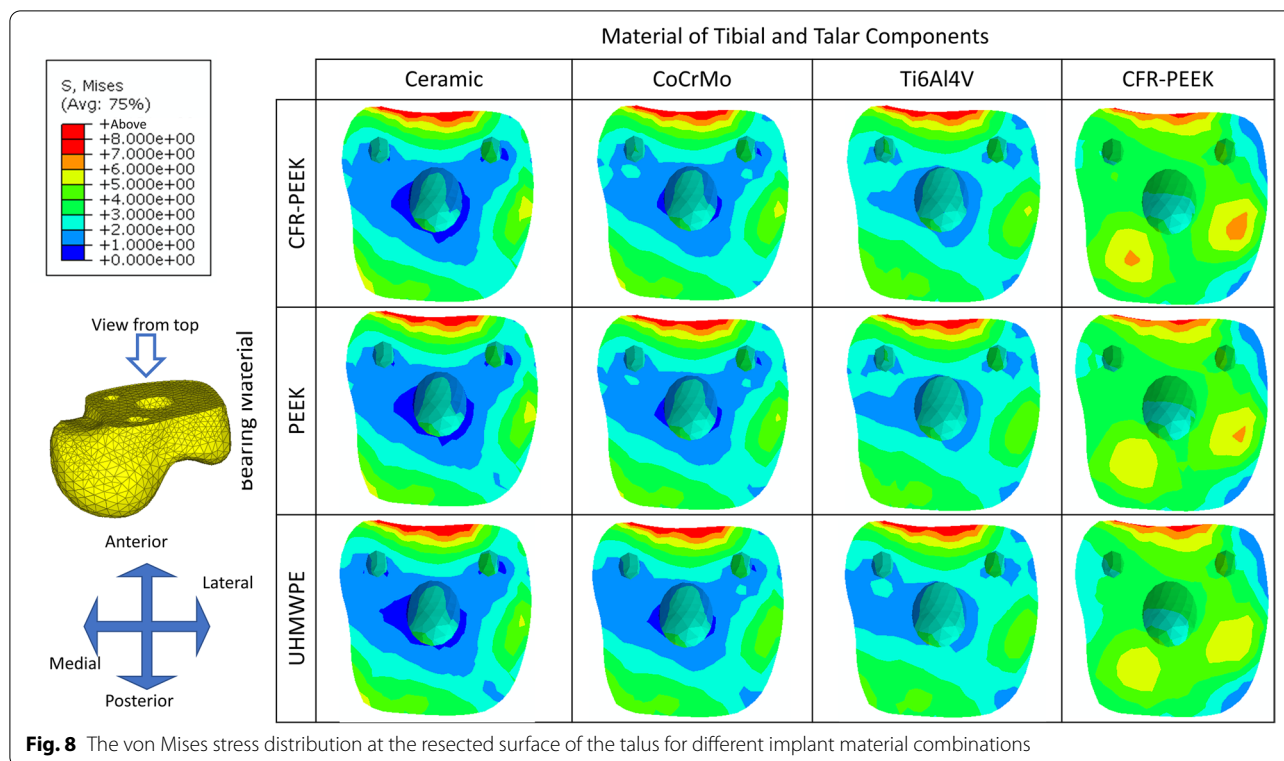 Material of Tibial and Talar Components
S, Mises
(Avg: 75%)
+Above
+8.000e+00
+7.000e+00
+6.000e+00
+5.000e+00
+4.000e+00
+3.000e+00
+2.000e+00
+1.000e+00
+0.000e+00
Ceramic
CoCrMo
Ti6Al4V
CFR-PEEK
View from top
Bearing Material
CFR-PEEK
PEEK
UHMWPE
Anterior
Lateral
Medial
Posterior
Fig. 8 The von Mises stress distribution at the resected surface of the talus for different implant material combinations